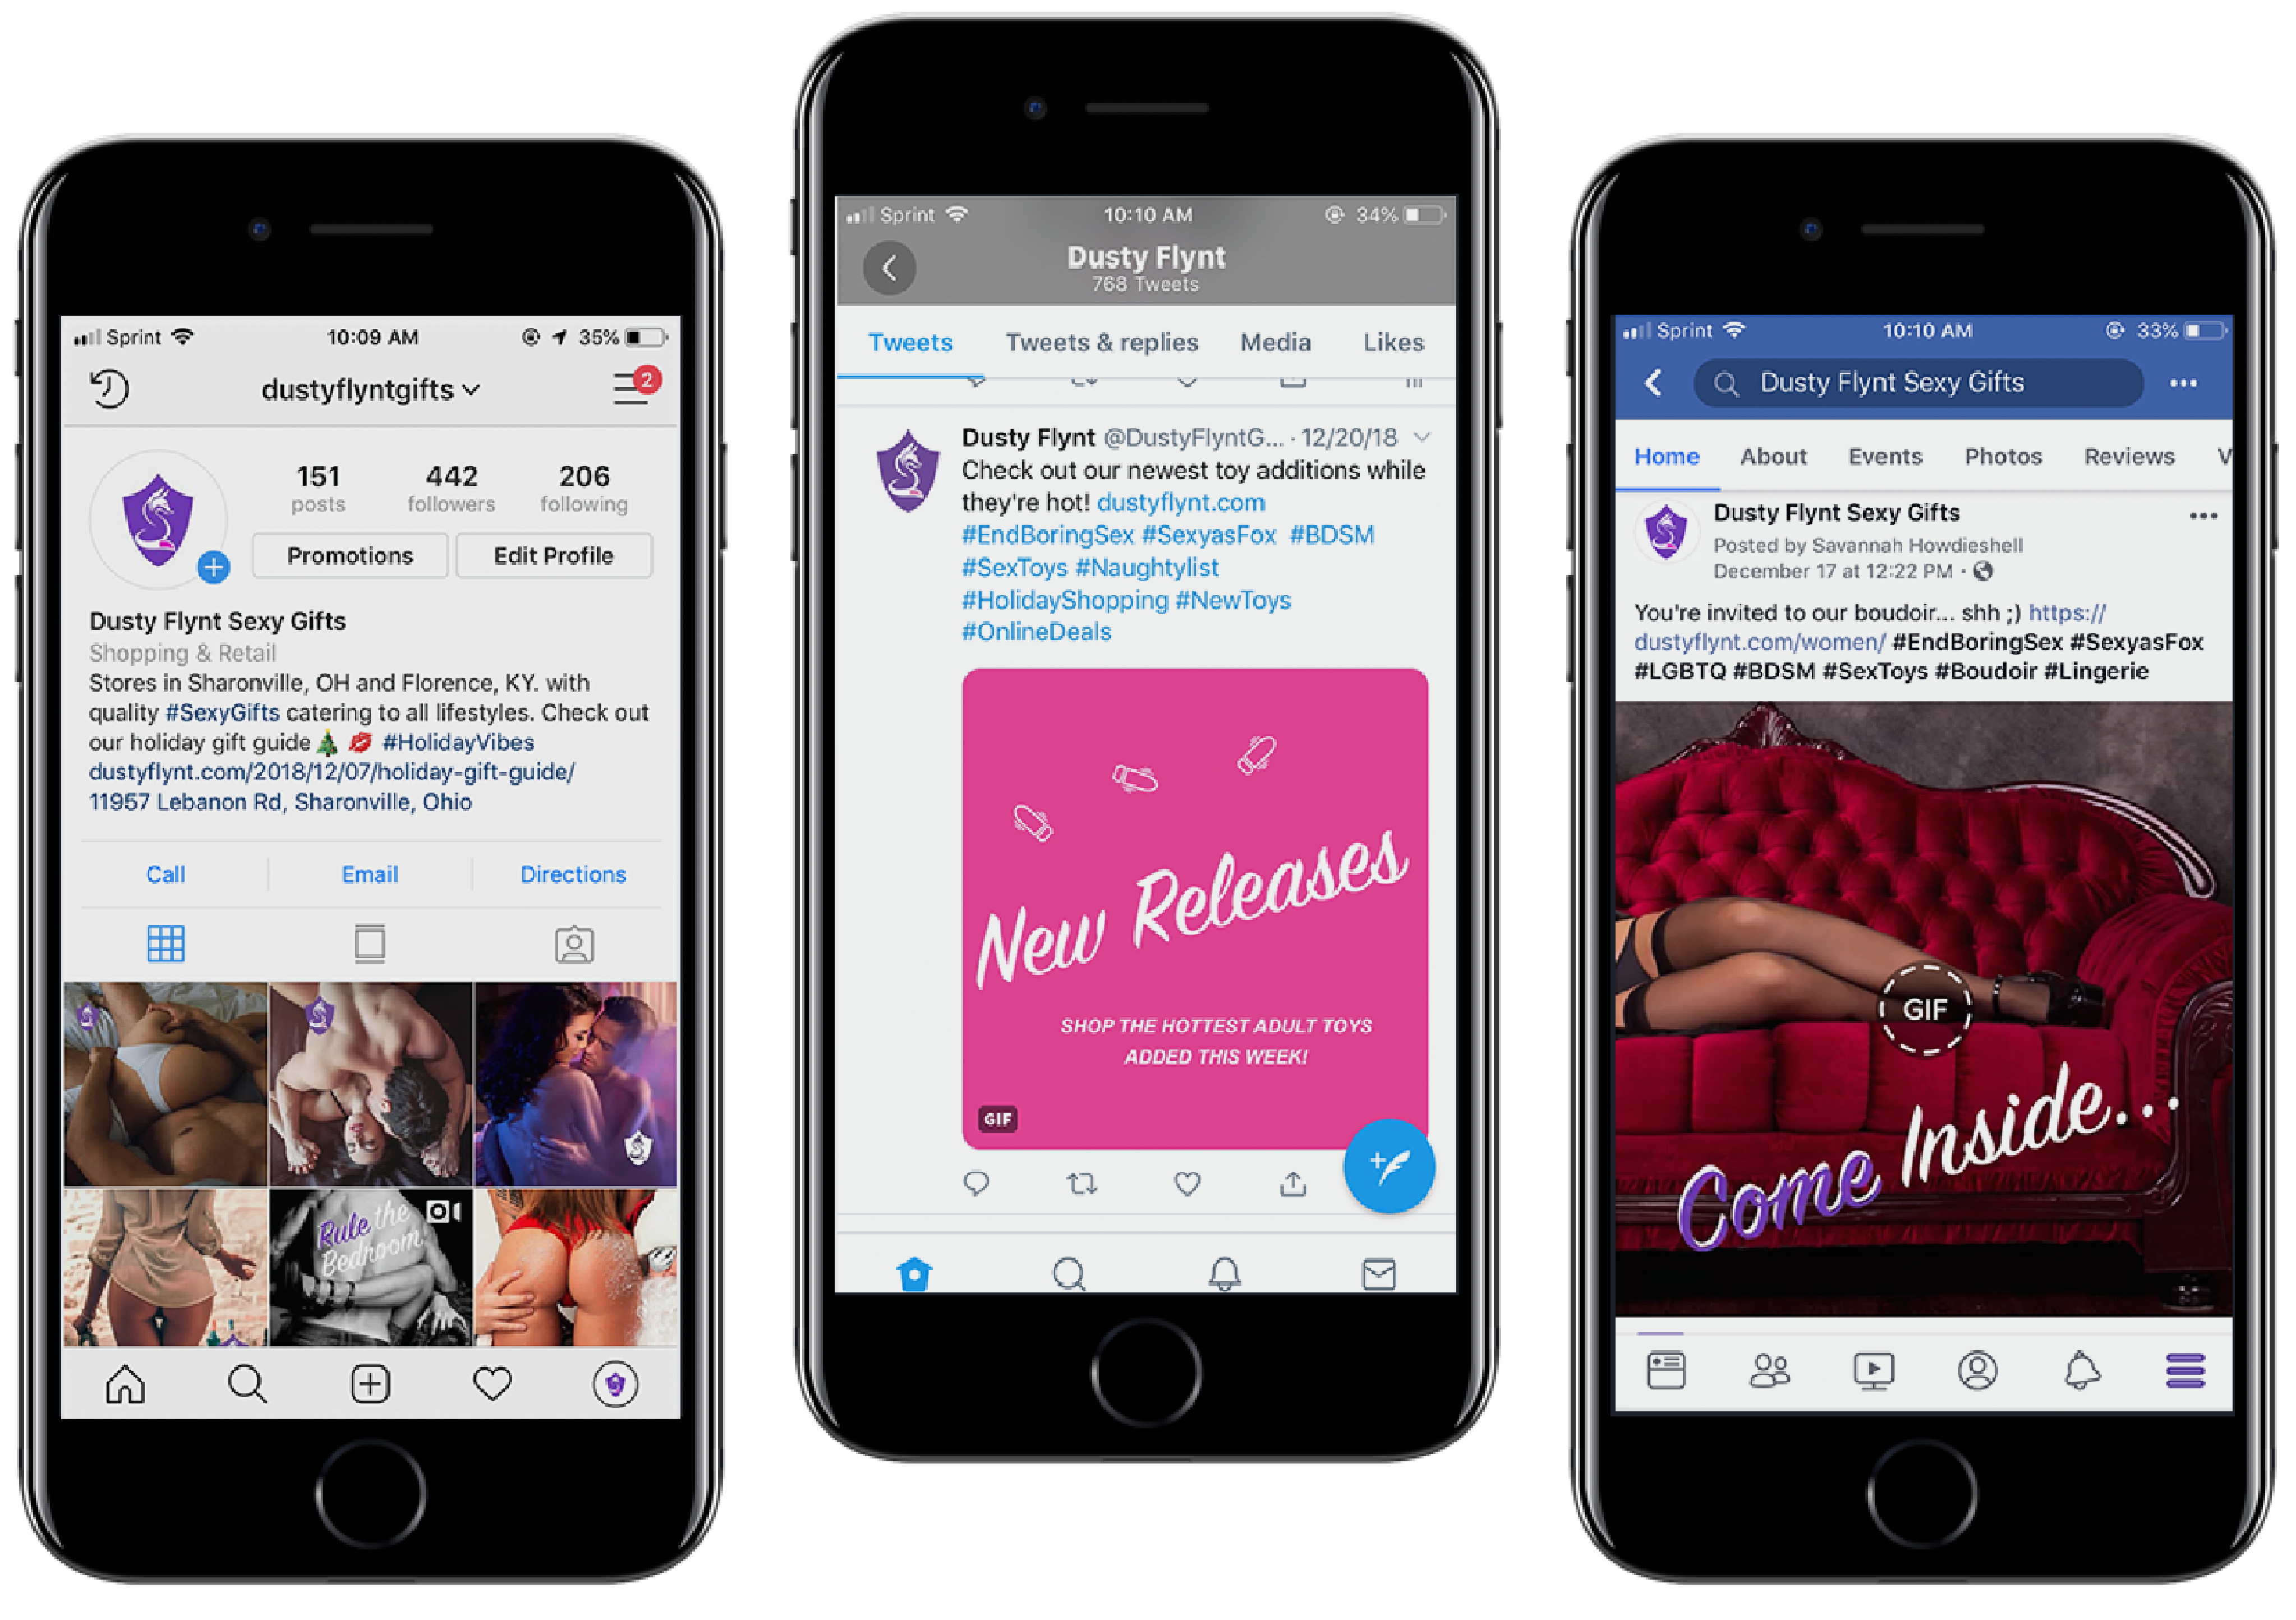 Sprint 10:09 AM 35%
dustyflyntgifts 2
151 442 206
posts followers following
Promotions Edit Profile
Dusty Flynt Sexy Gifts
Shopping & Retail
Stores in Sharonville, OH and Florence, KY. with
quality #SexyGifts catering to all lifestyles. Check out
our holiday gift guide🎄 💋 #HolidayVibes
dustyflynt.com/2018/12/07/holiday-gift-guide/
11957 Lebanon Rd, Sharonville, Ohio
Call Email Directions
Rule the
Bedroom
Sprint 10:10 AM 34%
Dusty Flynt
768 Tweets
Tweets Tweets & replies Media Likes
Dusty Flynt @DustyFlyntG... · 12/20/18
Check out our newest toy additions while
they're hot! dustyflynt.com
#EndBoringSex #SexyasFox #BDSM
#SexToys #Naughtylist
#HolidayShopping #NewToys
#OnlineDeals
New Releases
SHOP THE HOTTEST ADULT TOYS
ADDED THIS WEEK!
GIF
Sprint 10:10 AM 33%
Dusty Flynt Sexy Gifts
Home About Events Photos Reviews V
Dusty Flynt Sexy Gifts
Posted by Savannah Howdieshell
December 17 at 12:22 PM ·
You're invited to our boudoir... shh ;) https://
dustyflynt.com/women/ #EndBoringSex #SexyasFox
#LGBTQ #BDSM #SexToys #Boudoir #Lingerie
GIF
Come Inside...